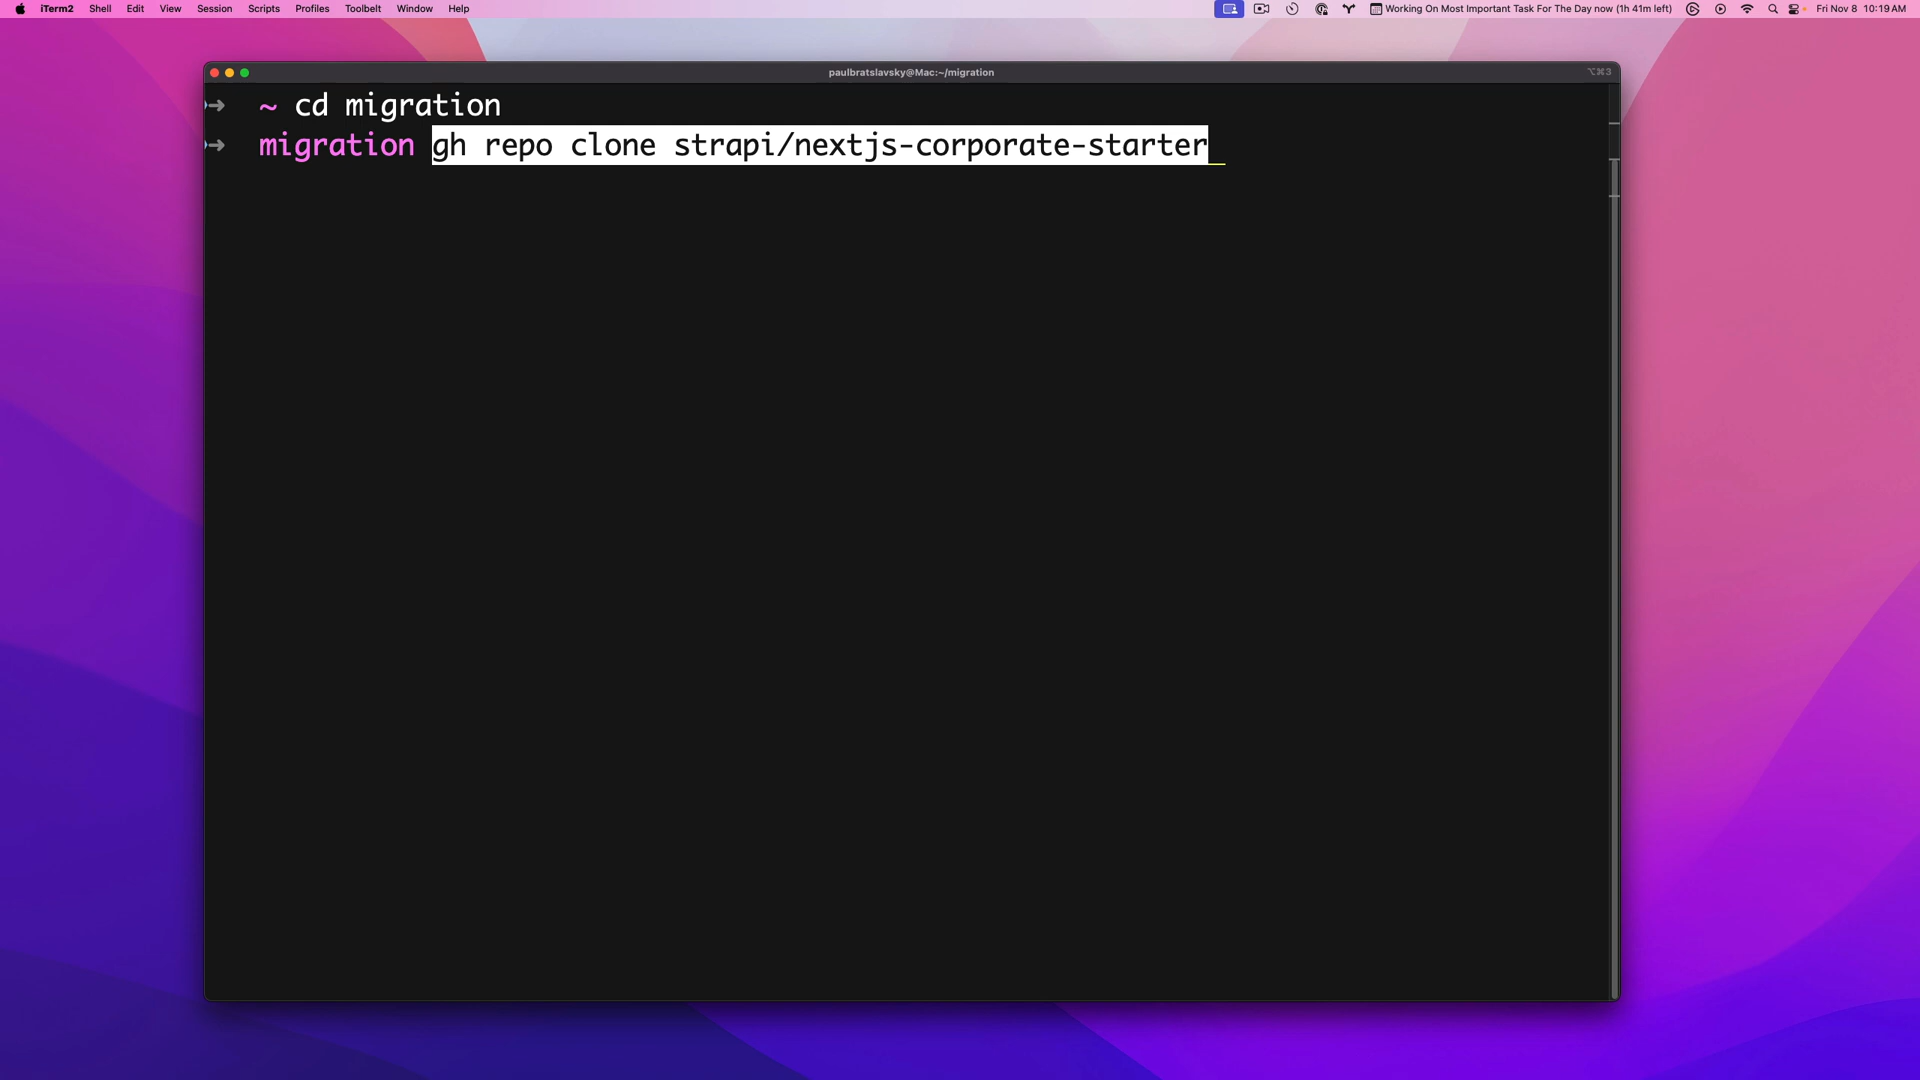 iTerm2 Shell Edit View Session Scripts Profiles Toolbelt Window Help Working On Most Important Task For The Day now (1h 41m left) Fri Nov 8 10:19 AM
paulbratslavsky@Mac:~/migration ⌥⌘3
➜ ~ cd migration
➜ migration gh repo clone strapi/nextjs-corporate-starter